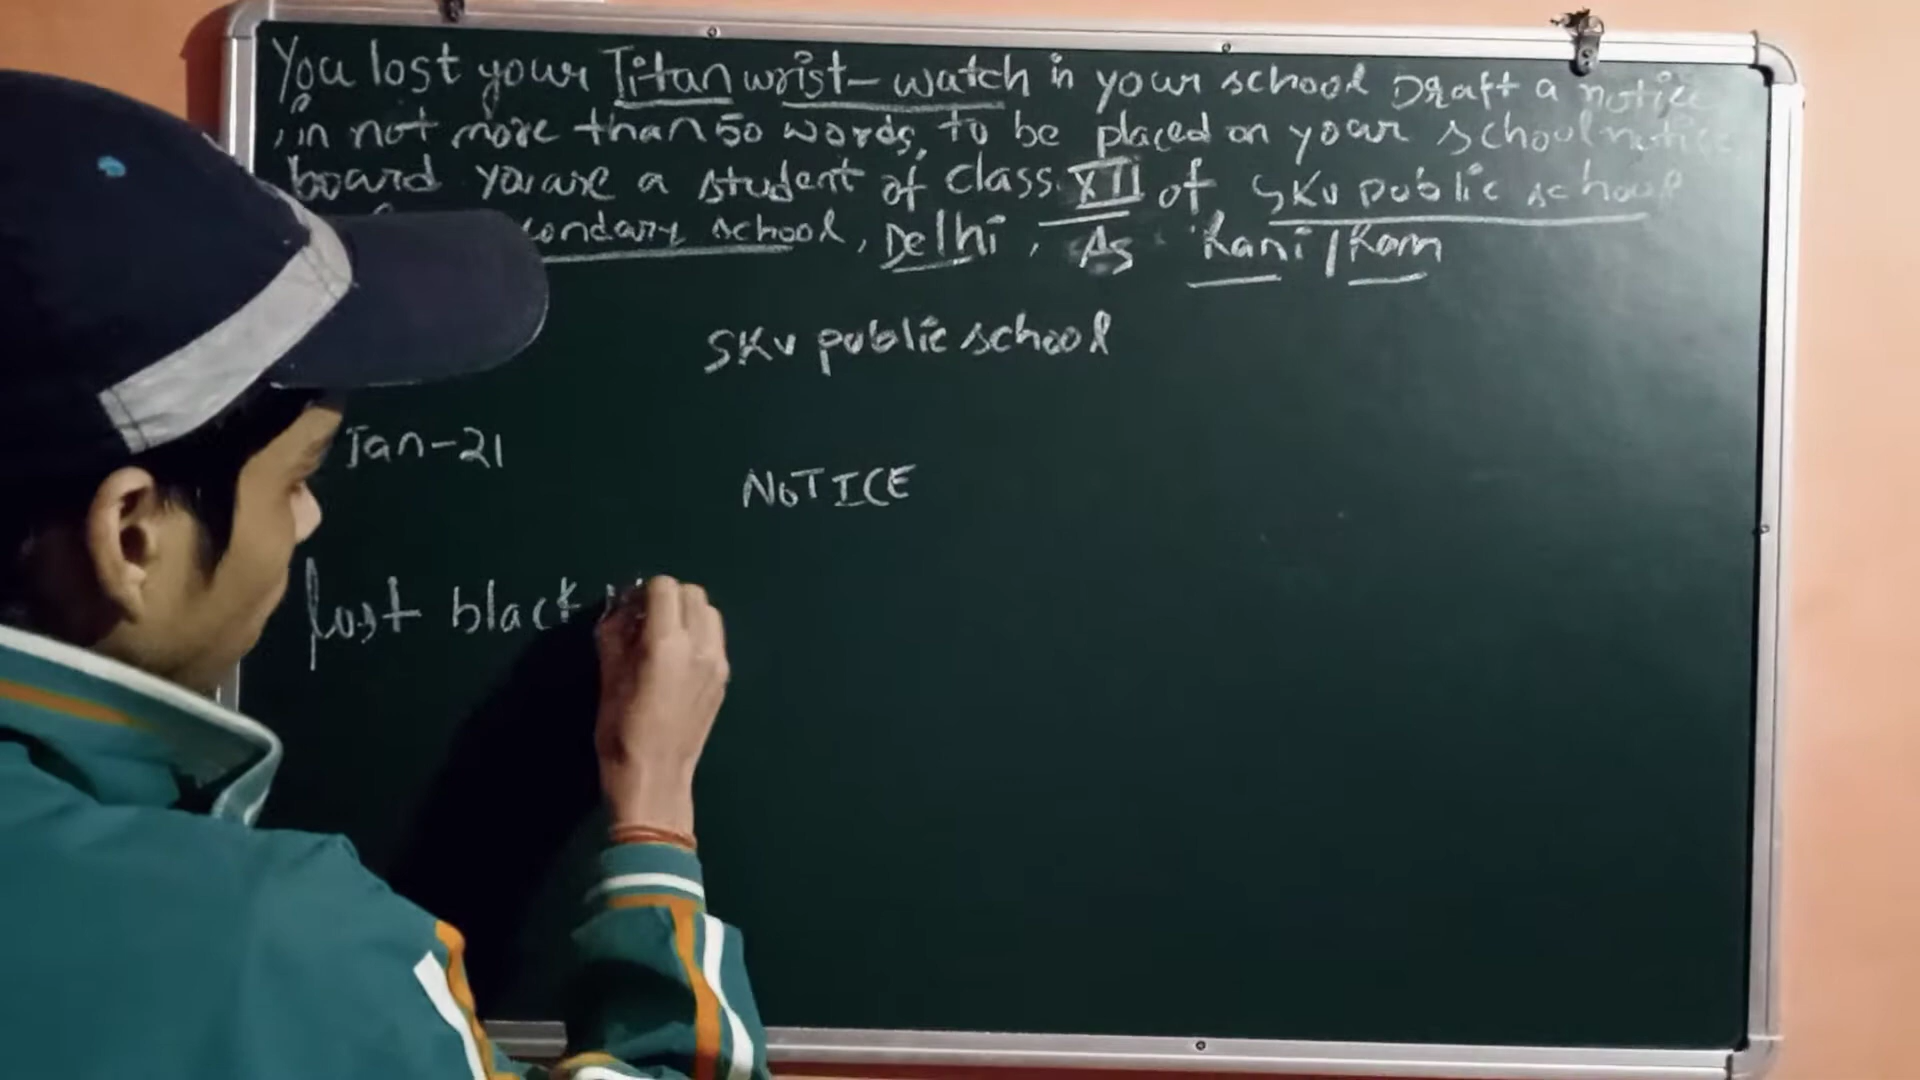 You lost your Titan wrist-watch in your school Draft a notice
in not more than 50 words, to be placed on your school notice
board you are a student of class XII of SKV public school
condary school, Delhi, As Rani/Ram
SKV public school
Jan-21
NOTICE
lost black